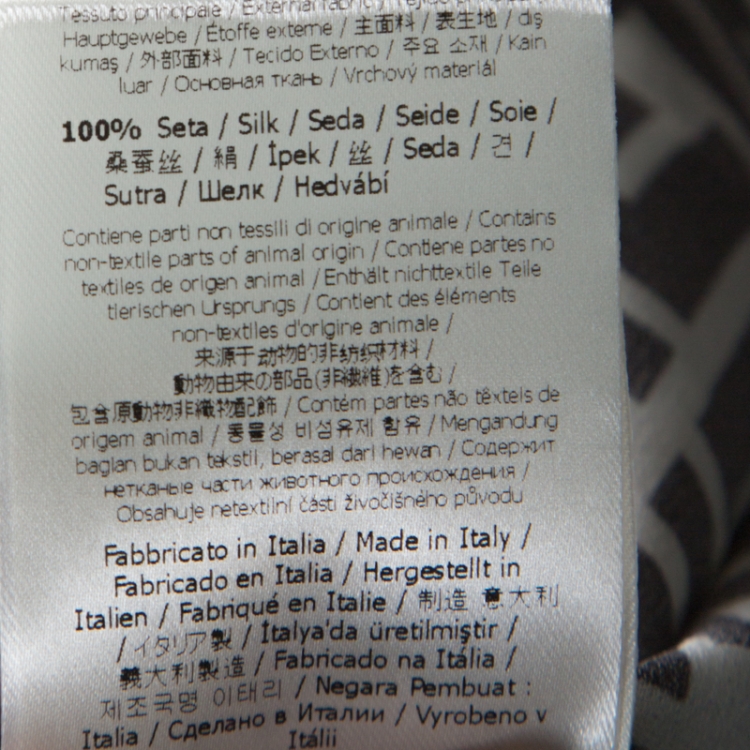 Tessuto principale / External fabric /
Hauptgewebe / Étoffe externe / 主面料 / 表生地 / dış
kumaş / 外部面料 / Tecido Externo / 주요 소재 / Kain
luar / Основная ткань / Vrchový materiál
100% Seta / Silk / Seda / Seide / Soie /
桑蚕丝 / 絹 / İpek / 丝 / Seda / 견 /
Sutra / Шелк / Hedvábí
Contiene parti non tessili di origine animale / Contains
non-textile parts of animal origin / Contiene partes no
textiles de origen animal / Enthält nichttextile Teile
tierischen Ursprungs / Contient des éléments
non-textiles d'origine animale /
来源于动物的非纺织材料 /
動物由来の部品(非繊維)を含む /
包含原動物非纖物配飾 / Contém partes não têxteis de
origem animal / 동물성 비섬유제 함유 / Mengandung
bagian bukan tekstil, berasal dari hewan / Содержит
нетканые части животного происхождения /
Obsahuje netextilní části živočišného původu
Fabbricato in Italia / Made in Italy /
Fabricado en Italia / Hergestellt in
Italien / Fabriqué en Italie / 制造 意大利
/ イタリア製 / İtalya'da üretilmiştir /
義大利製造 / Fabricado na Itália /
제조국명 이태리 / Negara Pembuat :
Italia / Сделано в Италии / Vyrobeno v
Itálii